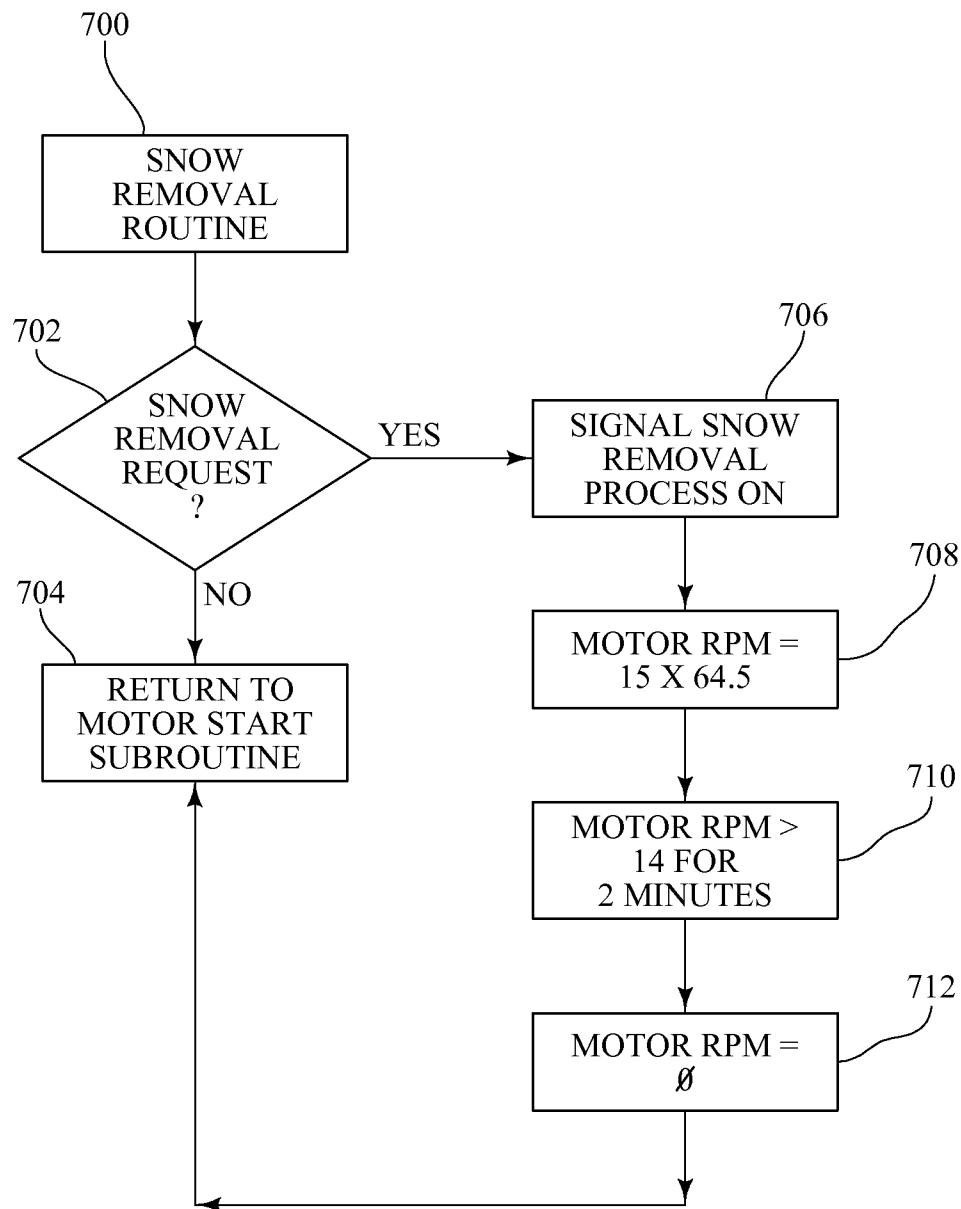 700
SNOW
REMOVAL
ROUTINE
702
SNOW
REMOVAL
REQUEST
?
YES
NO
704
RETURN TO
MOTOR START
SUBROUTINE
706
SIGNAL SNOW
REMOVAL
PROCESS ON
708
MOTOR RPM =
15 X 64.5
710
MOTOR RPM >
14 FOR
2 MINUTES
712
MOTOR RPM =
Ø